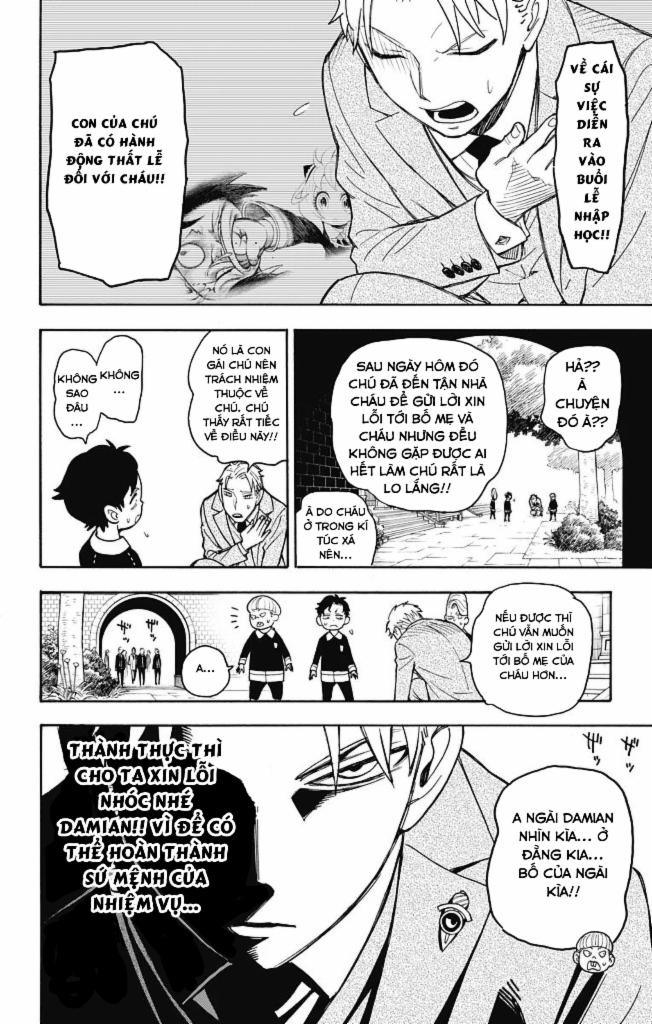 VỀ CÁI
SỰ
VIỆC
DIỄN
RA
VÀO
BUỔI
LỄ
NHẬP
HỌC!!
CON CỦA CHÚ
ĐÃ CÓ HÀNH
ĐỘNG THẤT LỄ
ĐỐI VỚI CHÁU!!
HẢ??
À
CHUYỆN
ĐÓ À??
SAU NGÀY HÔM ĐÓ
CHÚ ĐÃ ĐẾN TẬN NHÀ
CHÁU ĐỂ GỬI LỜI XIN
LỖI TỚI BỐ MẸ VÀ
CHÁU NHƯNG ĐỀU
KHÔNG GẶP ĐƯỢC AI
HẾT LÀM CHÚ RẤT LÀ
LO LẮNG!!
À DO CHÁU
Ở TRONG KÍ
TÚC XÁ
NÊN...
NÓ LÀ CON
GÁI CHÚ NÊN
TRÁCH NHIỆM
THUỘC VỀ
CHÚ. CHÚ
THẤY RẤT TIẾC
VỀ ĐIỀU NÀY!!
KHÔNG
...
KHÔNG
SAO
ĐÂU
...
NẾU ĐƯỢC THÌ
CHÚ VẪN MUỐN
GỬI LỜI XIN LỖI
TỚI BỐ MẸ CỦA
CHÁU HƠN...
A...
A NGÀI DAMIAN
NHÌN KÌA... Ở
ĐẰNG KIA...
BỐ CỦA NGÀI
KÌA!!
THÀNH THỰC THÌ
CHO TA XIN LỖI
NHÓC NHÉ
DAMIAN!! VÌ ĐỂ CÓ
THỂ HOÀN THÀNH
SỨ MỆNH CỦA
NHIỆM VỤ...